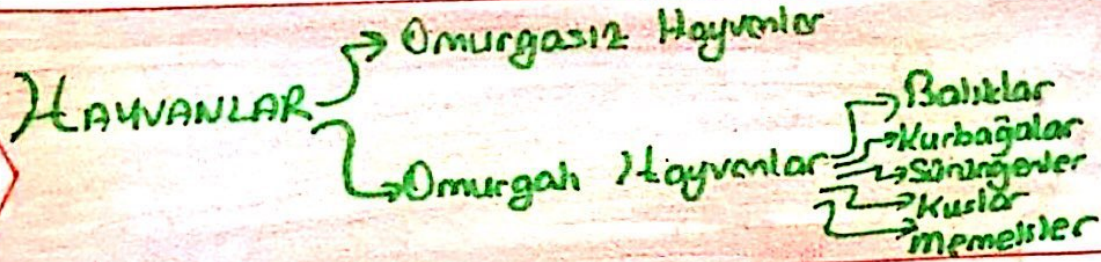 Omurgasız Hayvanlar
HAYVANLAR
Omurgalı Hayvanlar
Balıklar
Kurbağalar
Sürüngenler
Kuşlar
Memeliler